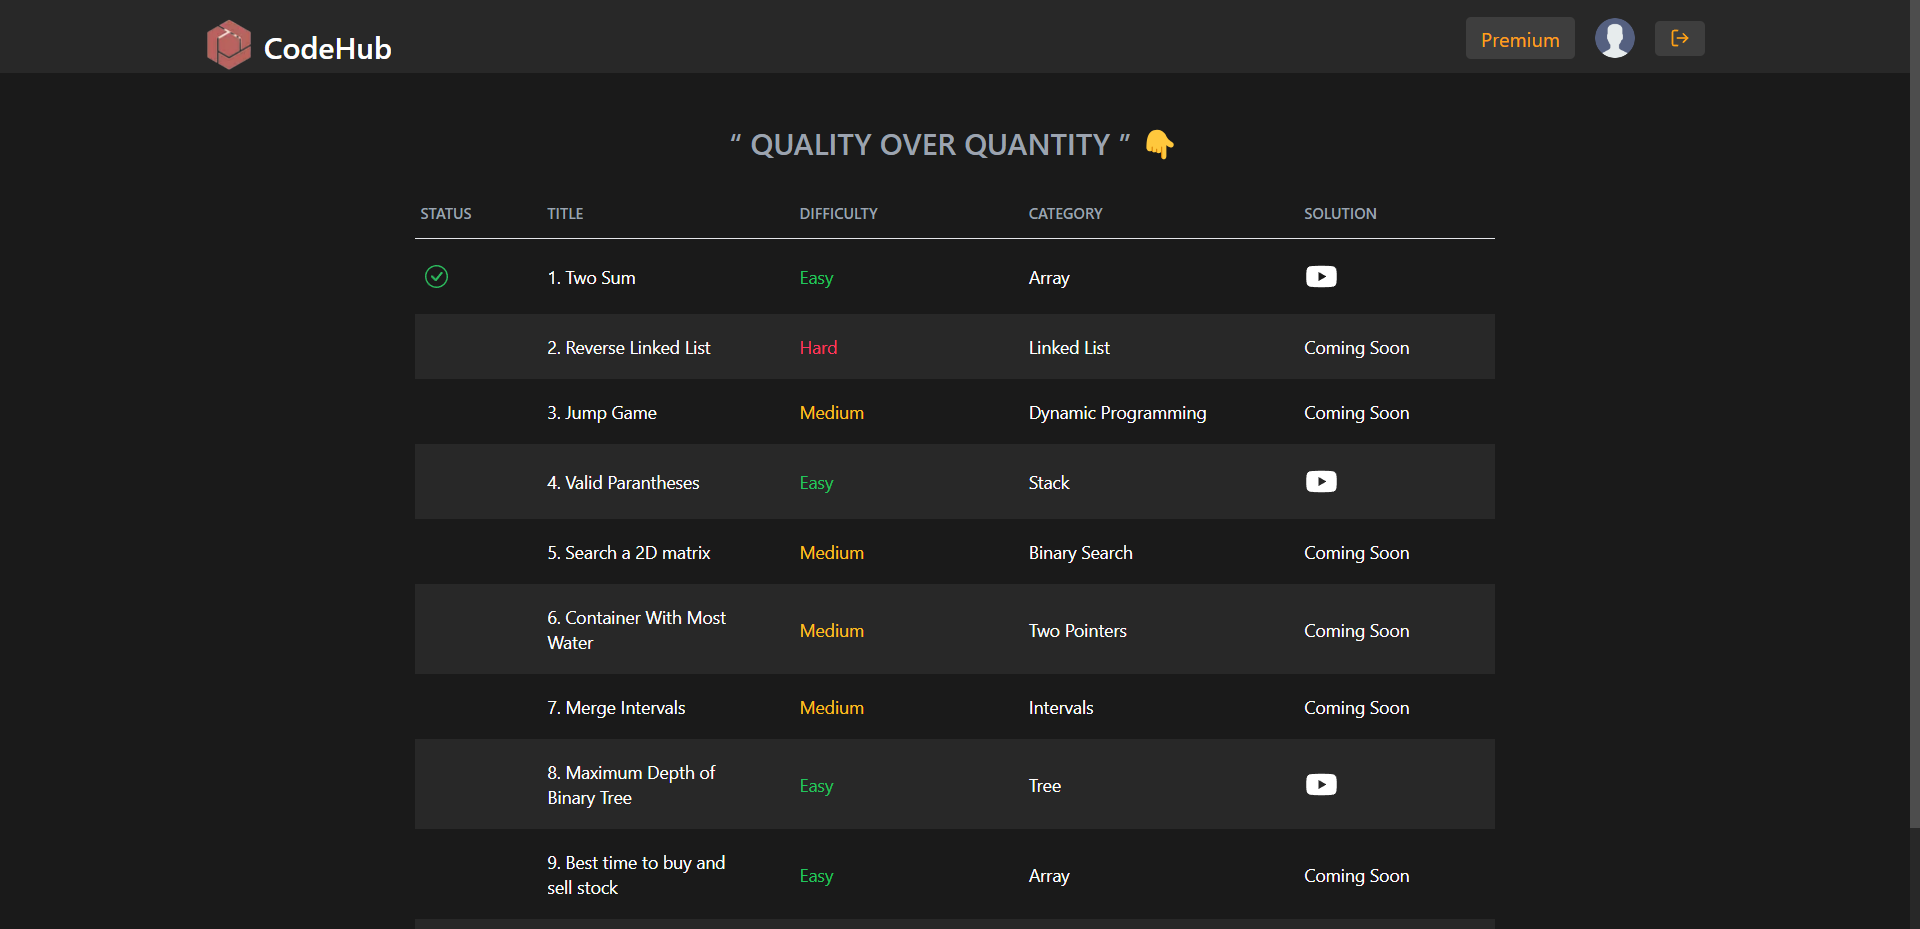 CodeHub
Premium
“ QUALITY OVER QUANTITY ” 👇
STATUS TITLE DIFFICULTY CATEGORY SOLUTION
1. Two Sum Easy Array
2. Reverse Linked List Hard Linked List Coming Soon
3. Jump Game Medium Dynamic Programming Coming Soon
4. Valid Parantheses Easy Stack
5. Search a 2D matrix Medium Binary Search Coming Soon
6. Container With Most
Water Medium Two Pointers Coming Soon
7. Merge Intervals Medium Intervals Coming Soon
8. Maximum Depth of
Binary Tree Easy Tree
9. Best time to buy and
sell stock Easy Array Coming Soon